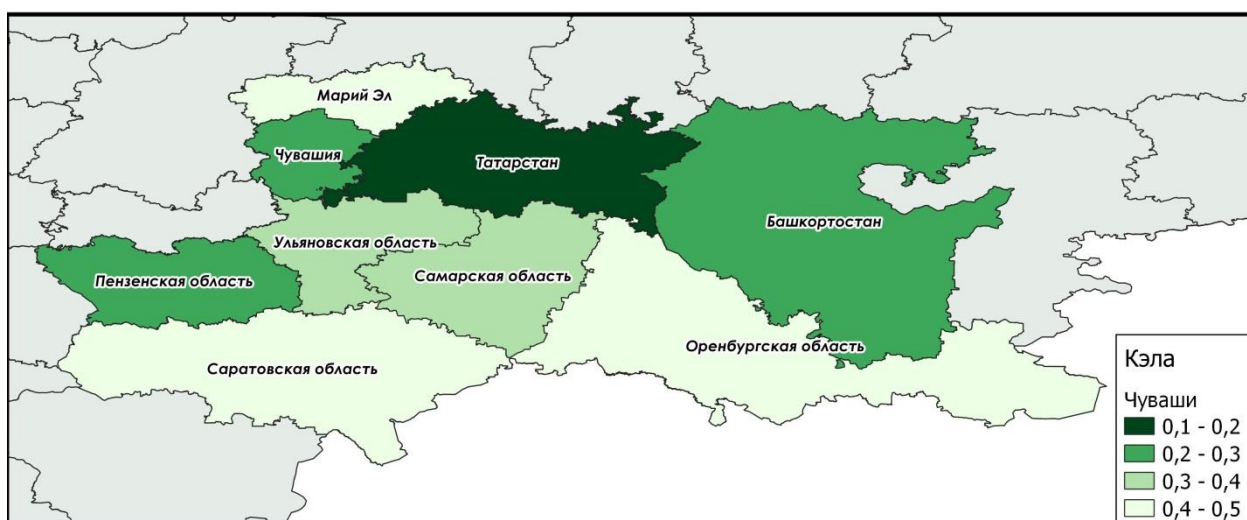 Марий Эл
Чувашия
Татарстан
Башкортостан
Ульяновская область
Пензенская область
Самарская область
Оренбургская область
Саратовская область
Кэла
Чуваши
0,1 - 0,2
0,2 - 0,3
0,3 - 0,4
0,4 - 0,5